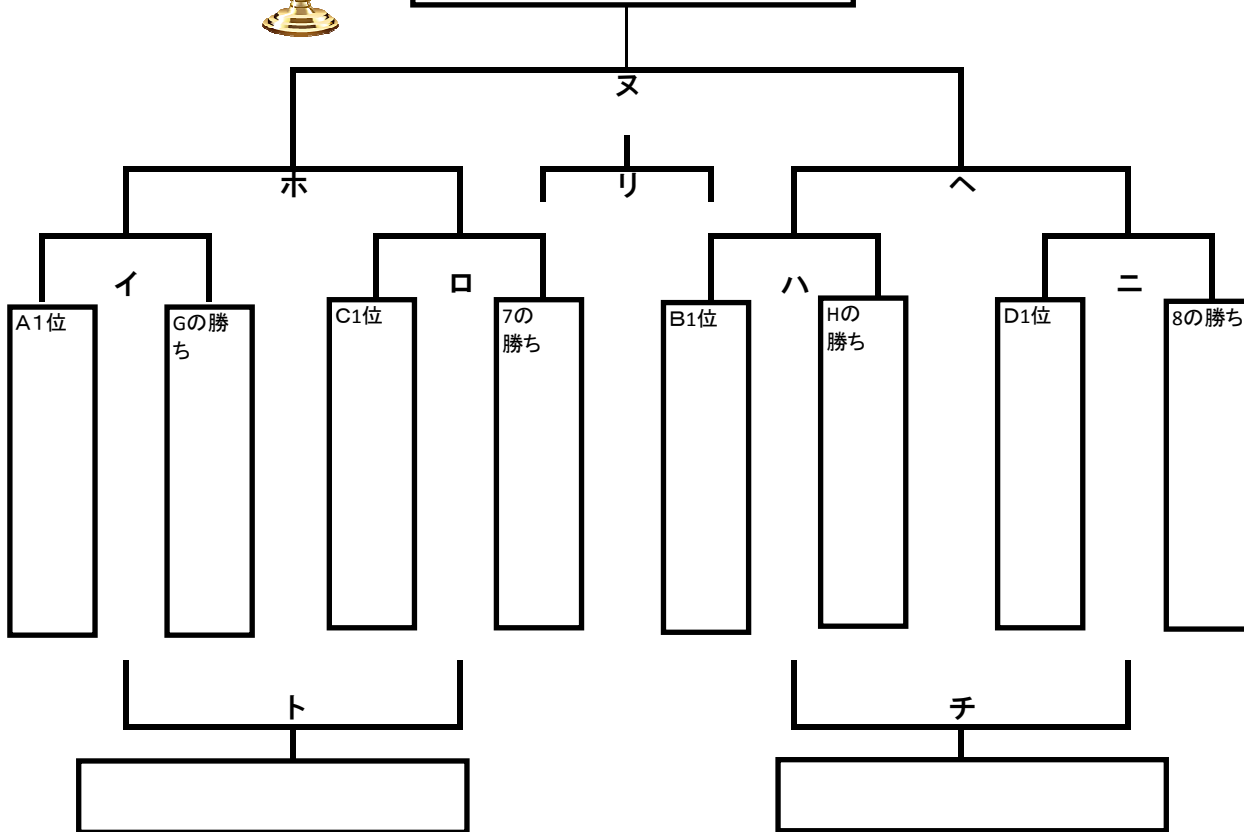 ヌ
ホ
リ
ヘ
イ
ロ
ハ
ニ
A１位
Gの勝
ち
C1位
7の
勝ち
B1位
Hの
勝ち
D1位
8の勝ち
ト
チ